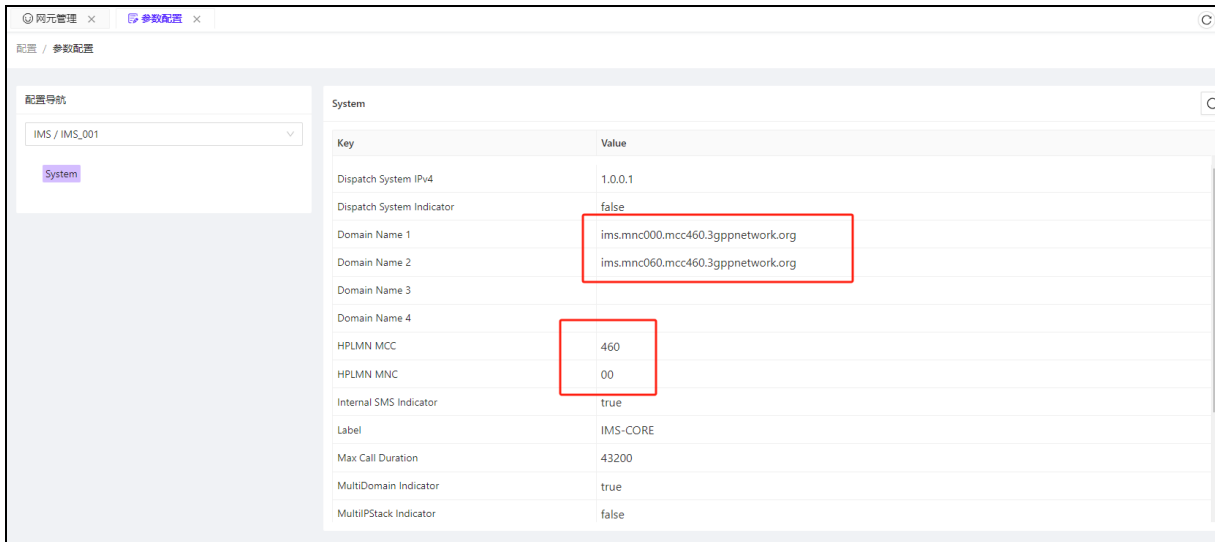 网元管理 × 参数配置 ×
配置 / 参数配置
配置导航
IMS / IMS_001
System
System
Key Value
Dispatch System IPv4 1.0.0.1
Dispatch System Indicator false
Domain Name 1 ims.mnc000.mcc460.3gppnetwork.org
Domain Name 2 ims.mnc060.mcc460.3gppnetwork.org
Domain Name 3
Domain Name 4
HPLMN MCC 460
HPLMN MNC 00
Internal SMS Indicator true
Label IMS-CORE
Max Call Duration 43200
MultiDomain Indicator true
MultiIPStack Indicator false